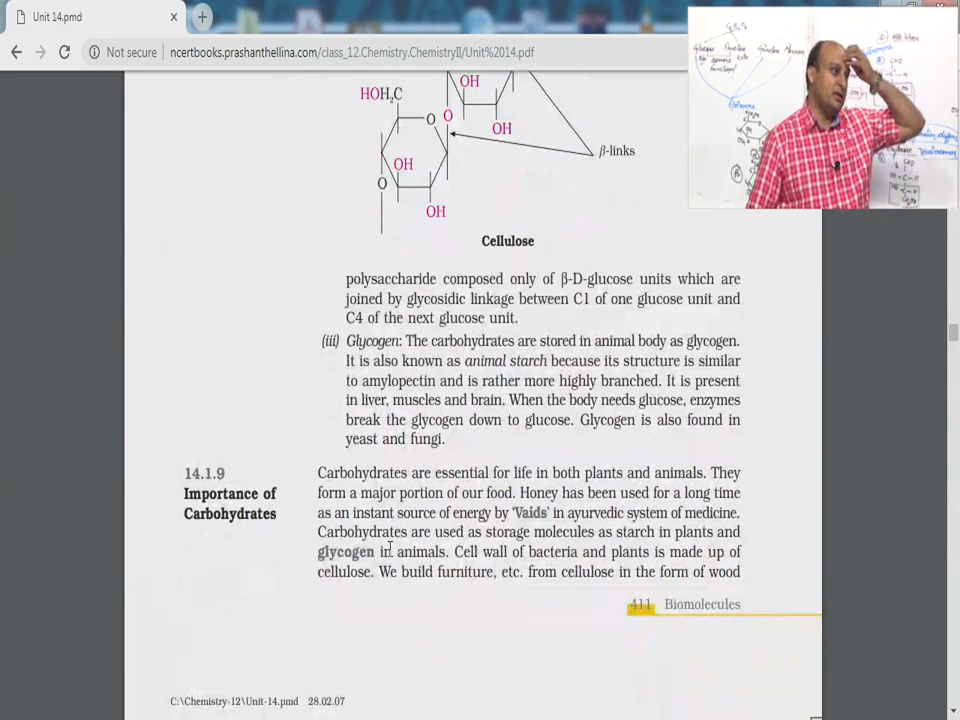 Unit 14.pmd
Not secure
ncertbooks.prashanthellina.com/class_12.Chemistry.ChemistryII/Unit%2014.pdf
HOH₂C
OH
O
O
OH
β-links
OH
O
OH
Cellulose
polysaccharide composed only of β-D-glucose units which are
joined by glycosidic linkage between C1 of one glucose unit and
C4 of the next glucose unit.
(iii) Glycogen: The carbohydrates are stored in animal body as glycogen.
It is also known as animal starch because its structure is similar
to amylopectin and is rather more highly branched. It is present
in liver, muscles and brain. When the body needs glucose, enzymes
break the glycogen down to glucose. Glycogen is also found in
yeast and fungi.
14.1.9
Importance of
Carbohydrates
Carbohydrates are essential for life in both plants and animals. They
form a major portion of our food. Honey has been used for a long time
as an instant source of energy by ‘Vaids’ in ayurvedic system of medicine.
Carbohydrates are used as storage molecules as starch in plants and
glycogen in animals. Cell wall of bacteria and plants is made up of
cellulose. We build furniture, etc. from cellulose in the form of wood
411 Biomolecules
C:\Chemistry-12\Unit-14.pmd 28.02.07